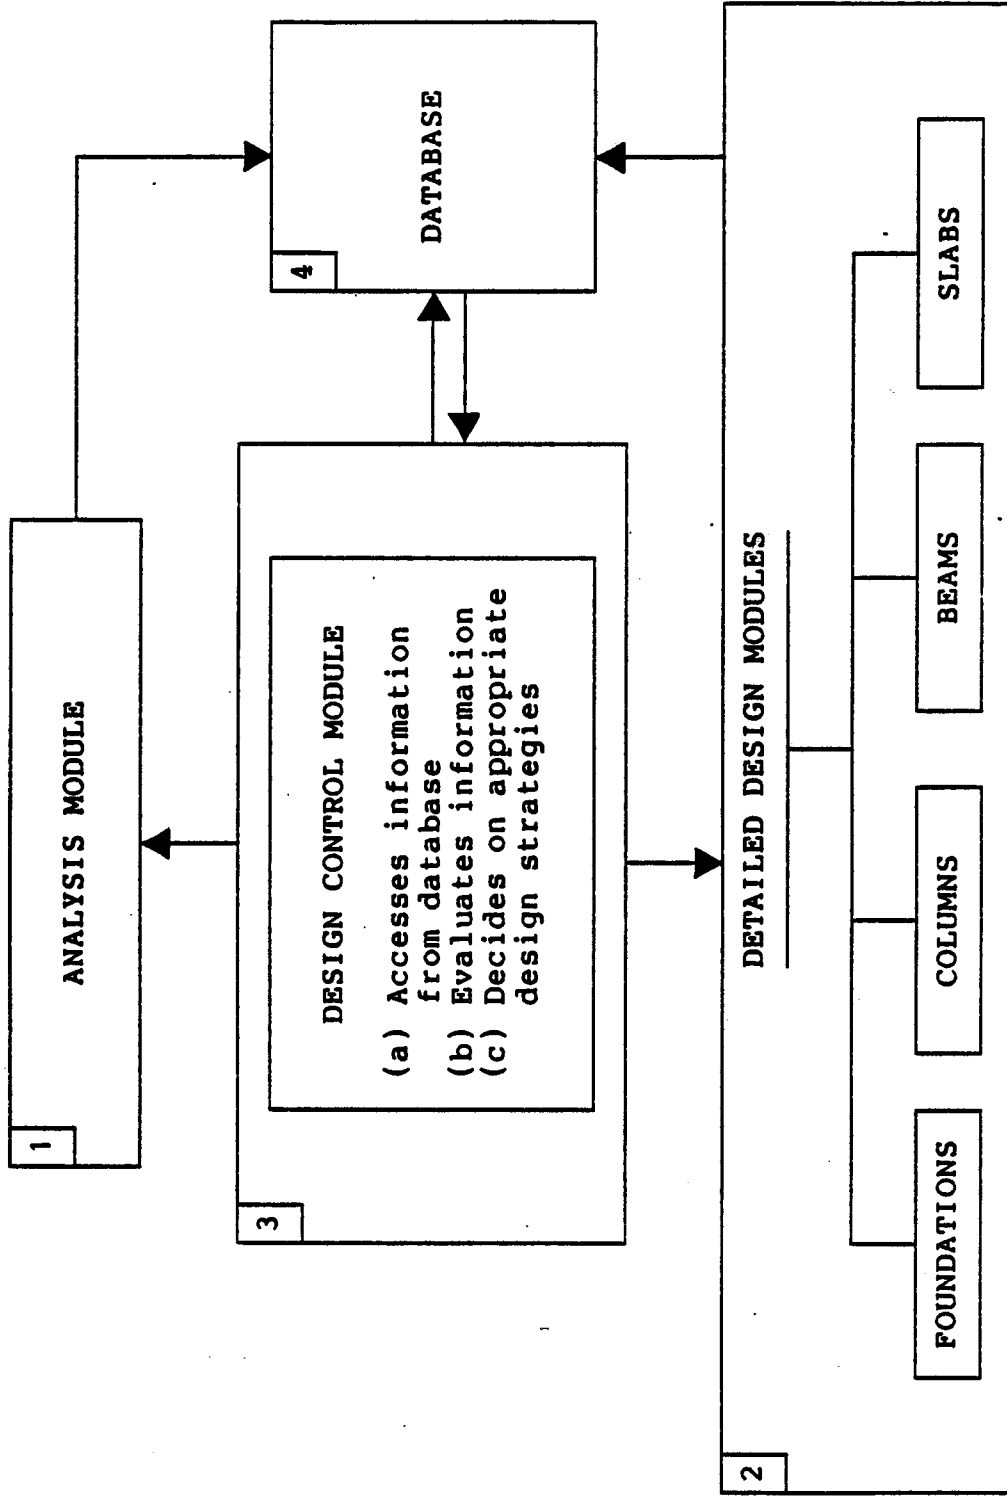 1
ANALYSIS MODULE
3
DESIGN CONTROL MODULE
(a) Accesses information
from database
(b) Evaluates information
(c) Decides on appropriate
design strategies
4
DATABASE
2
DETAILED DESIGN MODULES
FOUNDATIONS
COLUMNS
BEAMS
SLABS